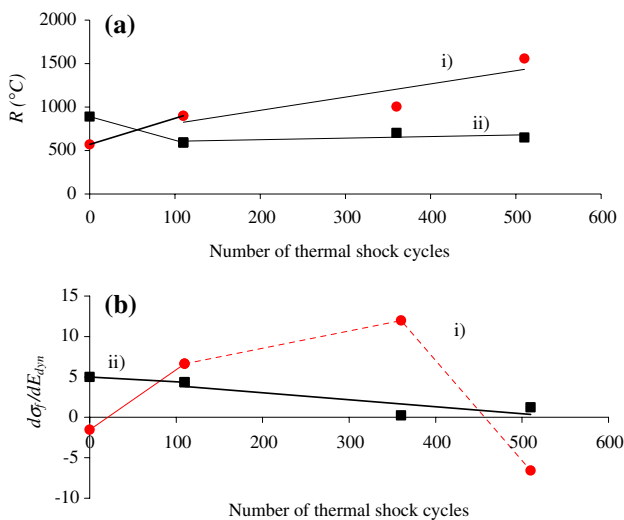 (a)
2000
1500
1000
500
0
R (°C)
i)
ii)
0 100 200 300 400 500 600
Number of thermal shock cycles
(b)
15
10
5
0
-5
-10
dσf/dEdyn
ii)
i)
0 100 200 300 400 500 600
Number of thermal shock cycles